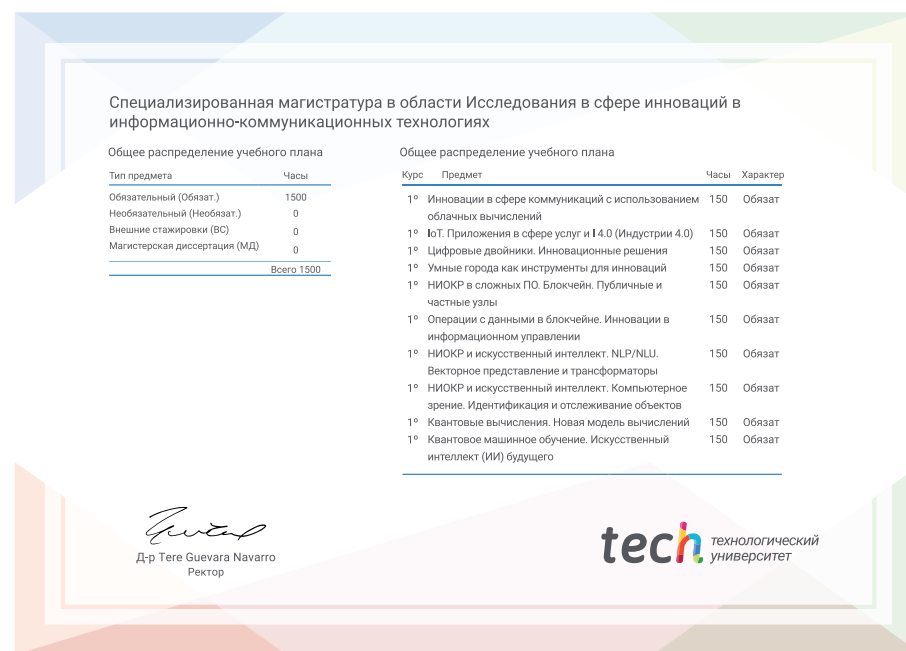 Специализированная магистратура в области Исследования в сфере инноваций в
информационно-коммуникационных технологиях
Общее распределение учебного плана
Тип предмета Часы
Обязательный (Обязат.) 1500
Необязательный (Необязат.) 0
Внешние стажировки (ВС) 0
Магистерская диссертация (МД) 0
Всего 1500
Общее распределение учебного плана
Курс Предмет Часы Характер
1º Инновации в сфере коммуникаций с использованием 150 Обязат
облачных вычислений
1º IoT. Приложения в сфере услуг и I 4.0 (Индустрии 4.0) 150 Обязат
1º Цифровые двойники. Инновационные решения 150 Обязат
1º Умные города как инструменты для инноваций 150 Обязат
1º НИОКР в сложных ПО. Блокчейн. Публичные и 150 Обязат
частные узлы
1º Операции с данными в блокчейне. Инновации в 150 Обязат
информационном управлении
1º НИОКР и искусственный интеллект. NLP/NLU. 150 Обязат
Векторное представление и трансформаторы
1º НИОКР и искусственный интеллект. Компьютерное 150 Обязат
зрение. Идентификация и отслеживание объектов
1º Квантовые вычисления. Новая модель вычислений 150 Обязат
1º Квантовое машинное обучение. Искусственный 150 Обязат
интеллект (ИИ) будущего
Д-р Tere Guevara Navarro
Ректор
tech технологический
университет